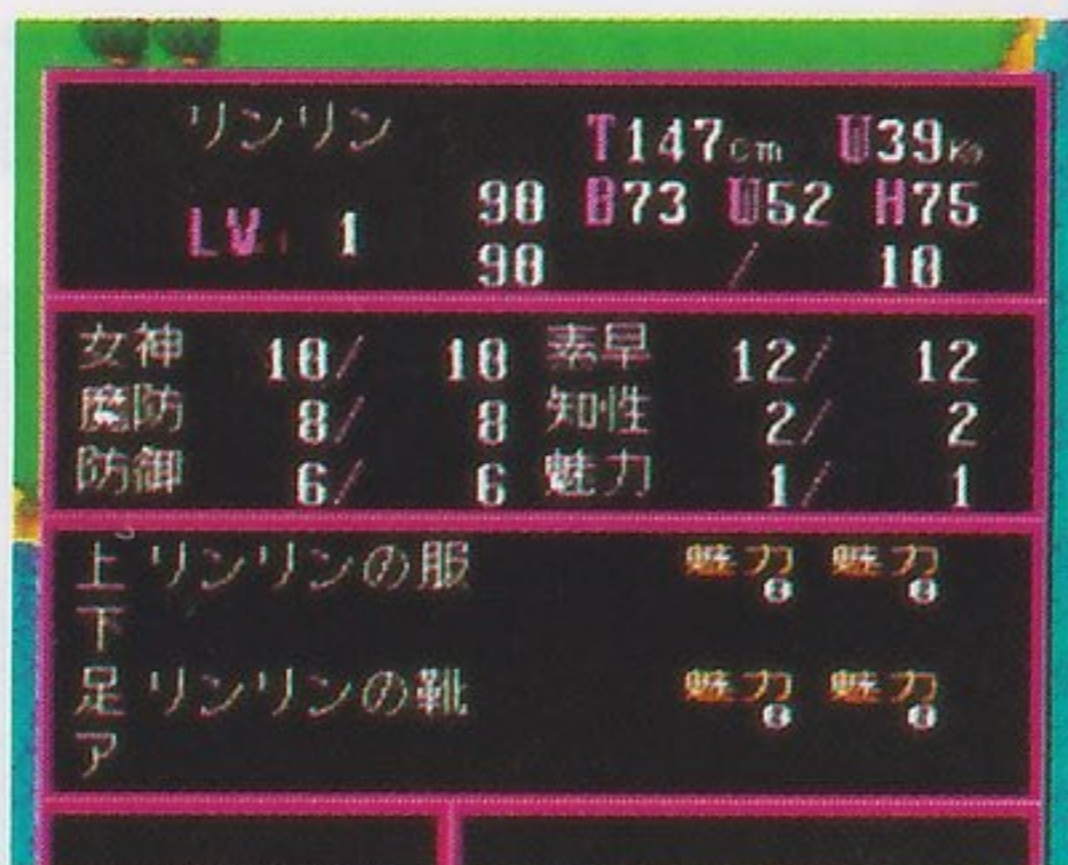 リンリン T147cm W39Kg
90 B73 W52 H75
LV. 1
90 / 10
女神 10/ 10 素早 12/ 12
魔防 8/ 8 知性 2/ 2
防御 6/ 6 魅力 1/ 1
上 リンリンの服 魅力0 魅力0
下
足 リンリンの靴 魅力0 魅力0
ア